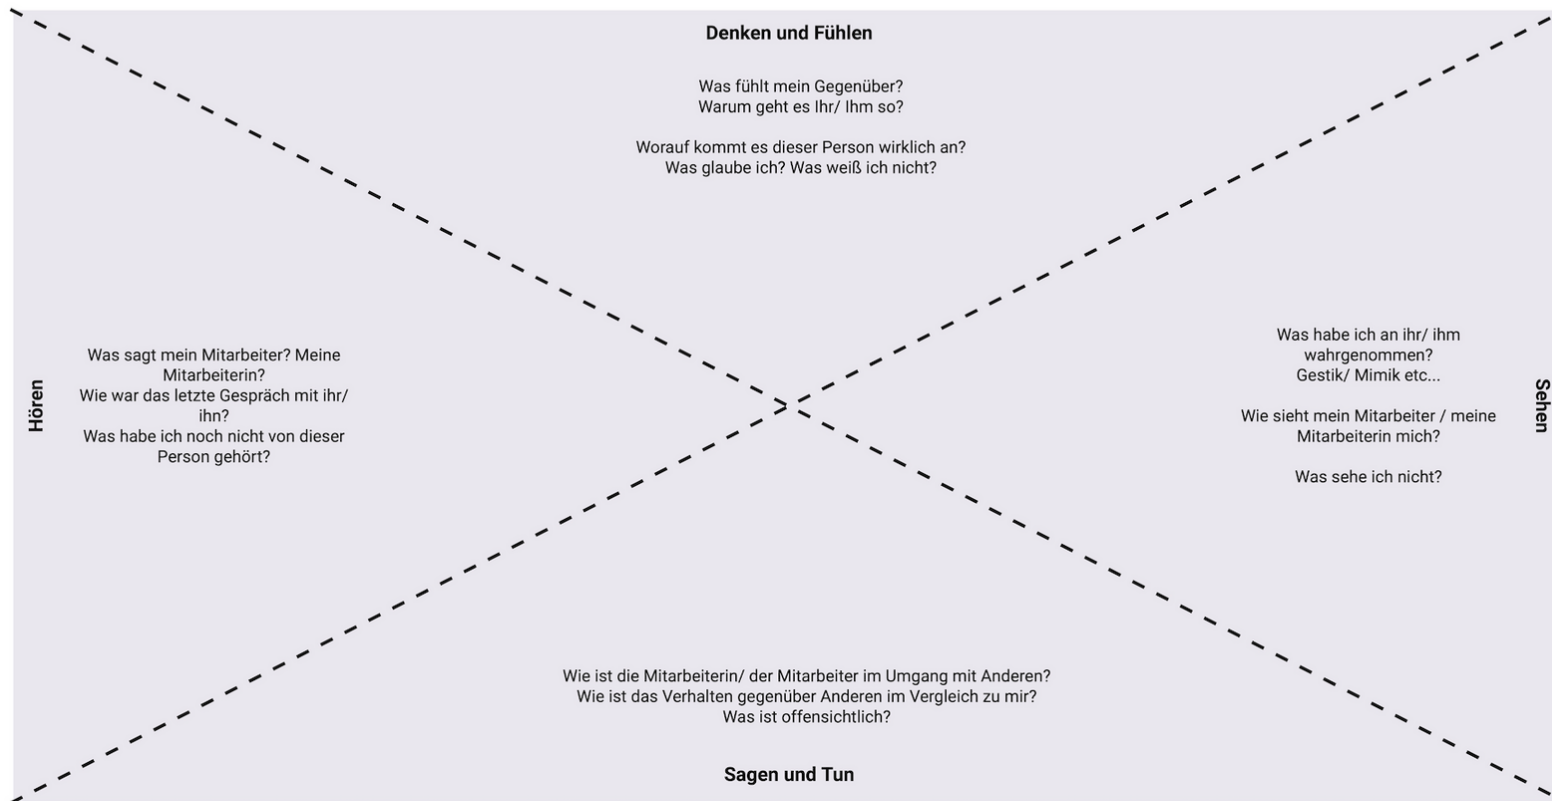 Denken und Fühlen
Was fühlt mein Gegenüber?
Warum geht es Ihr/ Ihm so?
Worauf kommt es dieser Person wirklich an?
Was glaube ich? Was weiß ich nicht?
Hören
Was sagt mein Mitarbeiter? Meine
Mitarbeiterin?
Wie war das letzte Gespräch mit ihr/
ihn?
Was habe ich noch nicht von dieser
Person gehört?
Was habe ich an ihr/ ihm
wahrgenommen?
Gestik/ Mimik etc...
Wie sieht mein Mitarbeiter / meine
Mitarbeiterin mich?
Was sehe ich nicht?
Sehen
Wie ist die Mitarbeiterin/ der Mitarbeiter im Umgang mit Anderen?
Wie ist das Verhalten gegenüber Anderen im Vergleich zu mir?
Was ist offensichtlich?
Sagen und Tun